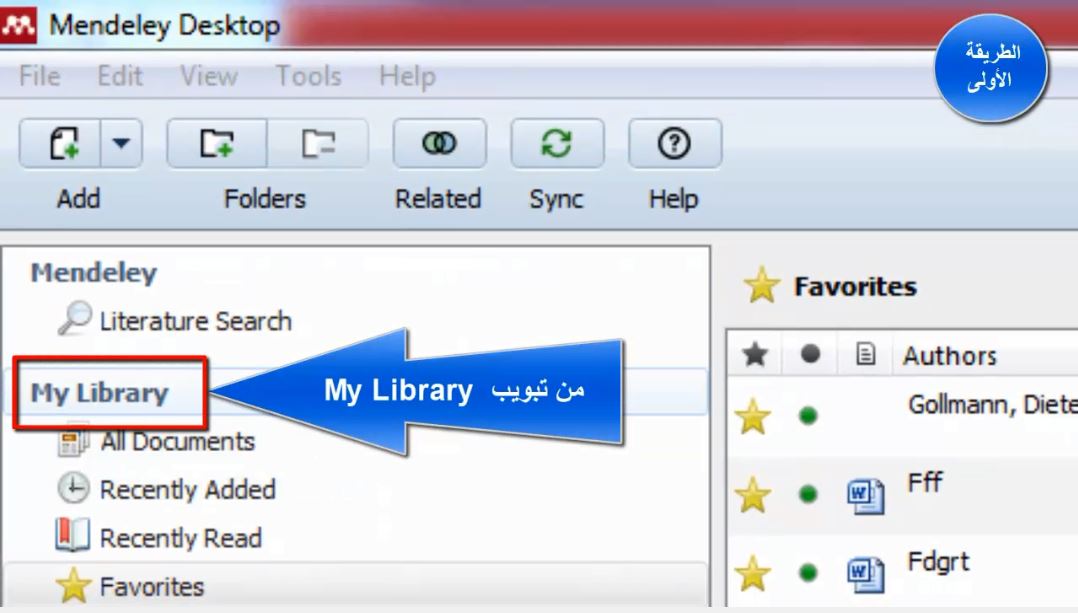 Mendeley Desktop
الطريقة
الأولى
File Edit View Tools Help
Add Folders Related Sync Help
Mendeley
Literature Search
My Library
من تبويب My Library
All Documents
Recently Added
Recently Read
Favorites
Favorites
Authors
Gollmann, Diete
Fff
Fdgrt